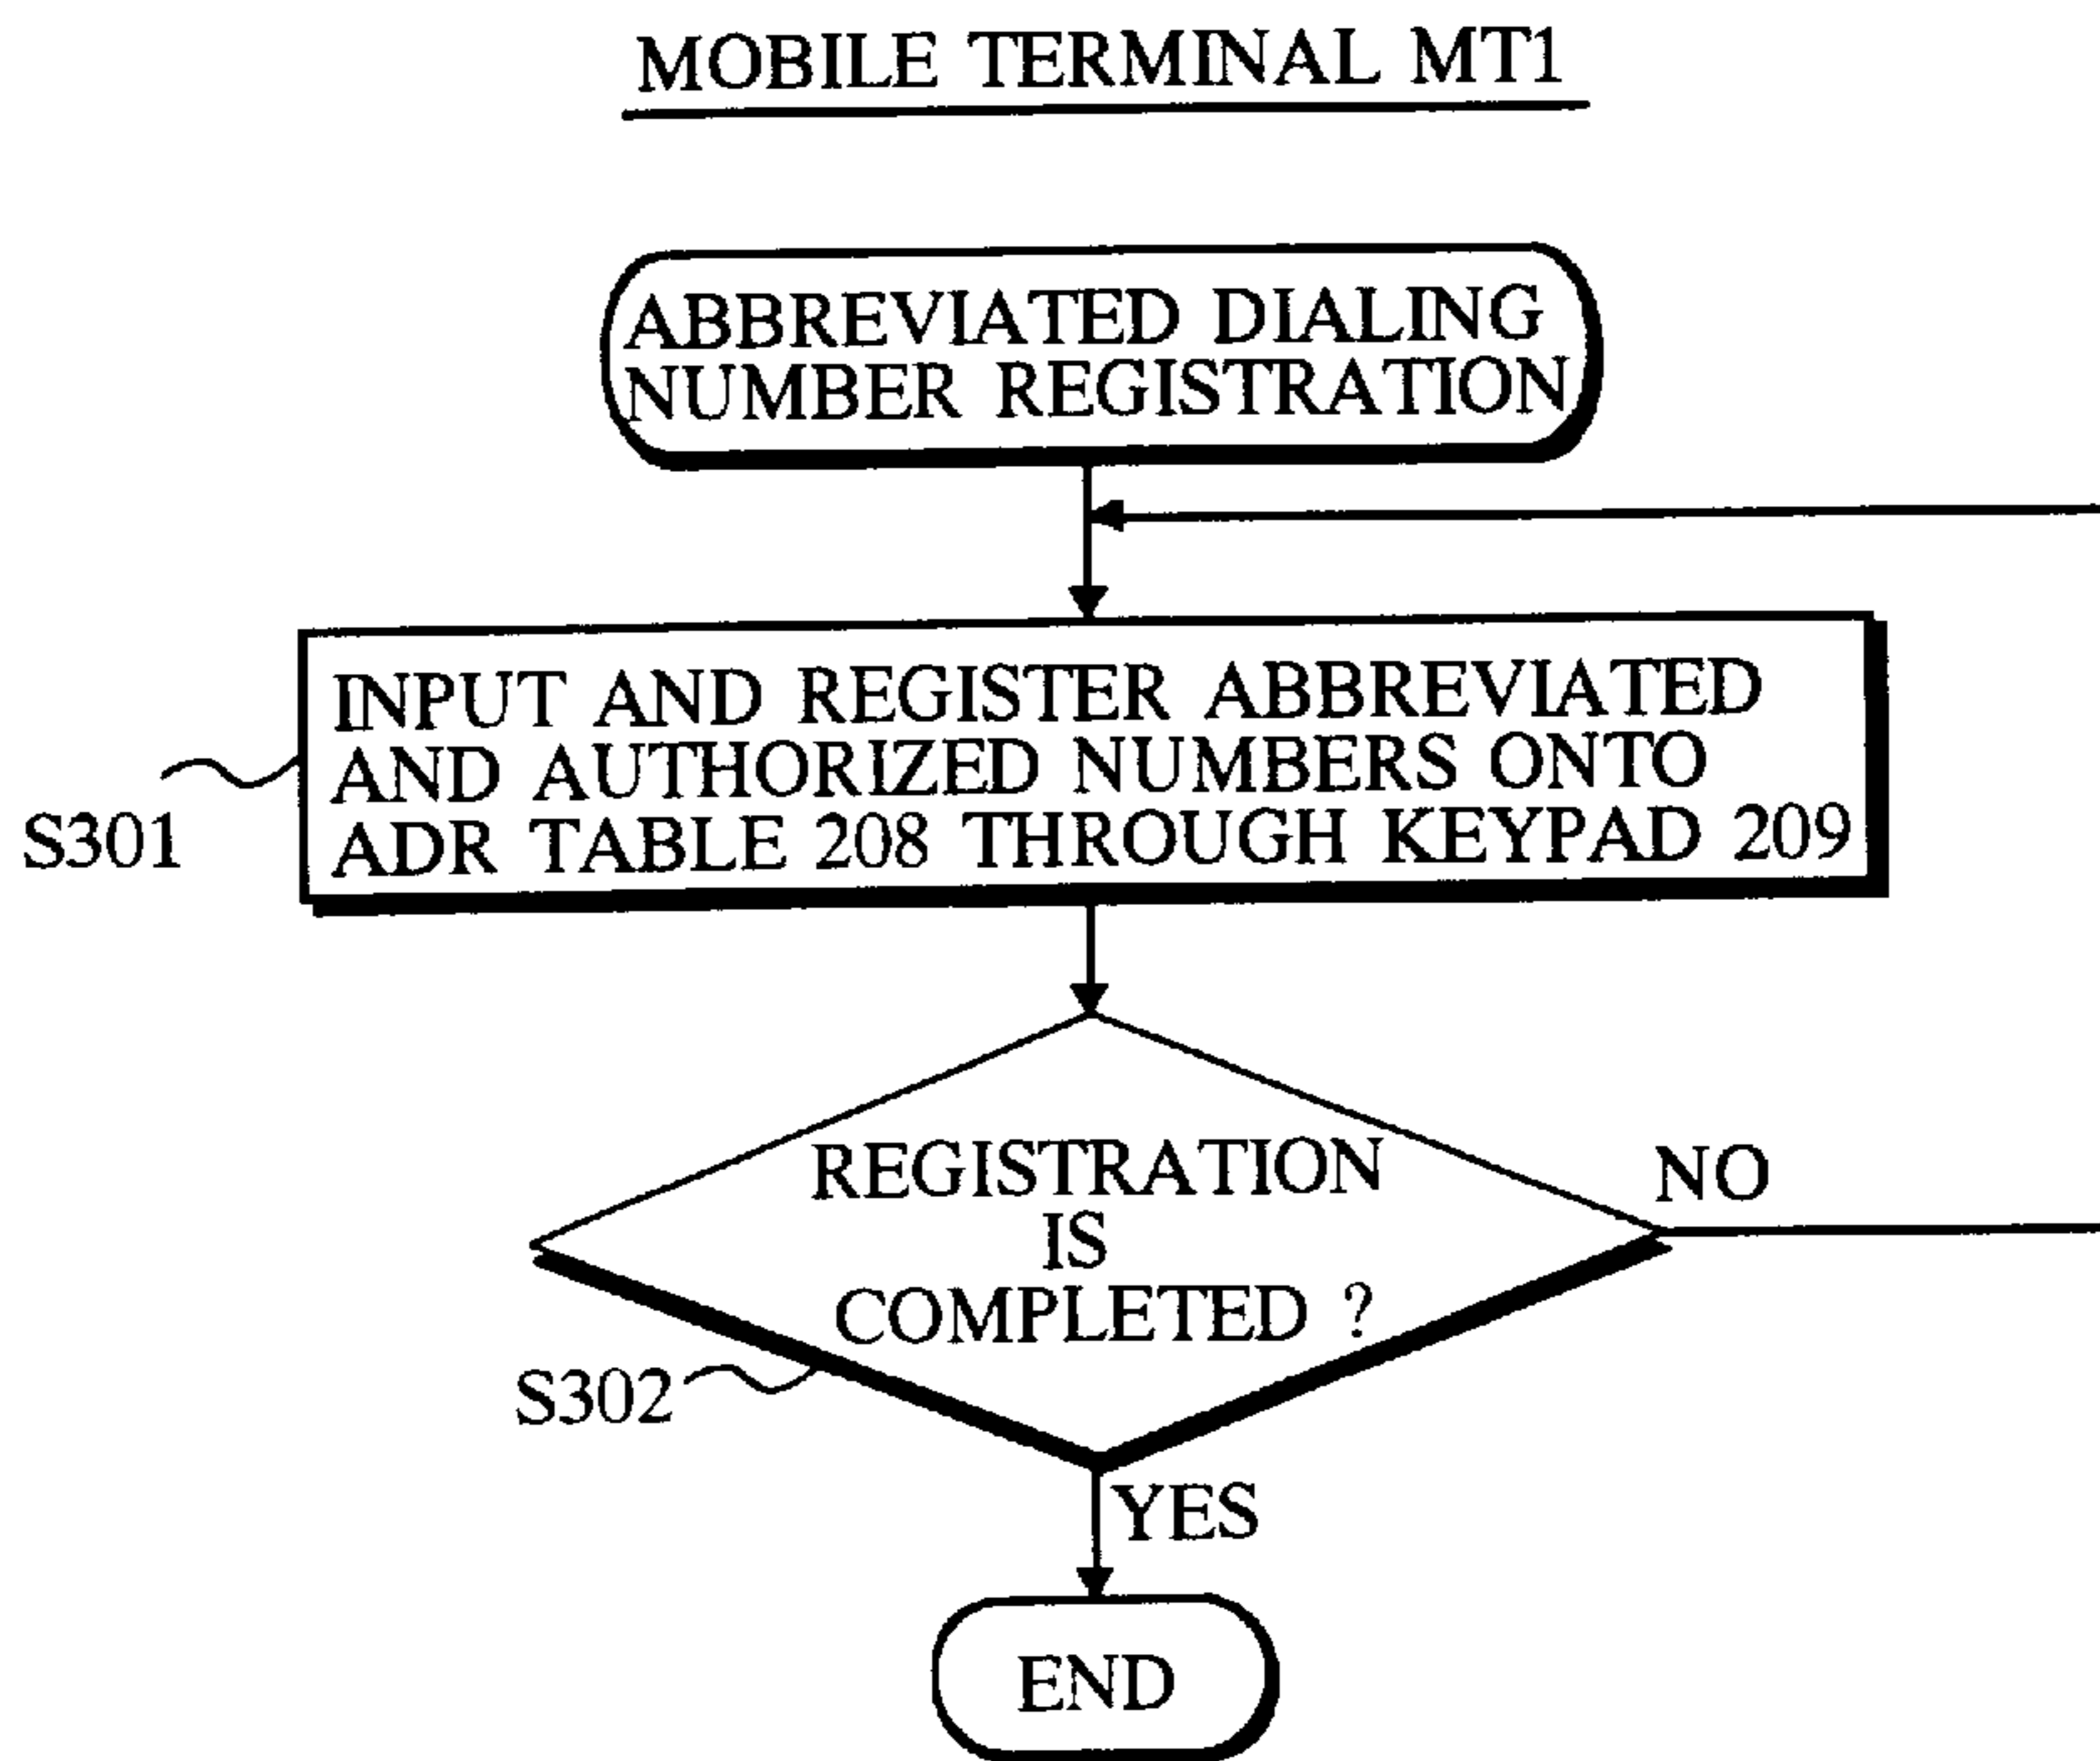 MOBILE TERMINAL MT1
ABBREVIATED DIALING
NUMBER REGISTRATION
INPUT AND REGISTER ABBREVIATED
AND AUTHORIZED NUMBERS ONTO
ADR TABLE 208 THROUGH KEYPAD 209
S301
REGISTRATION
IS
COMPLETED ?
NO
S302
YES
END